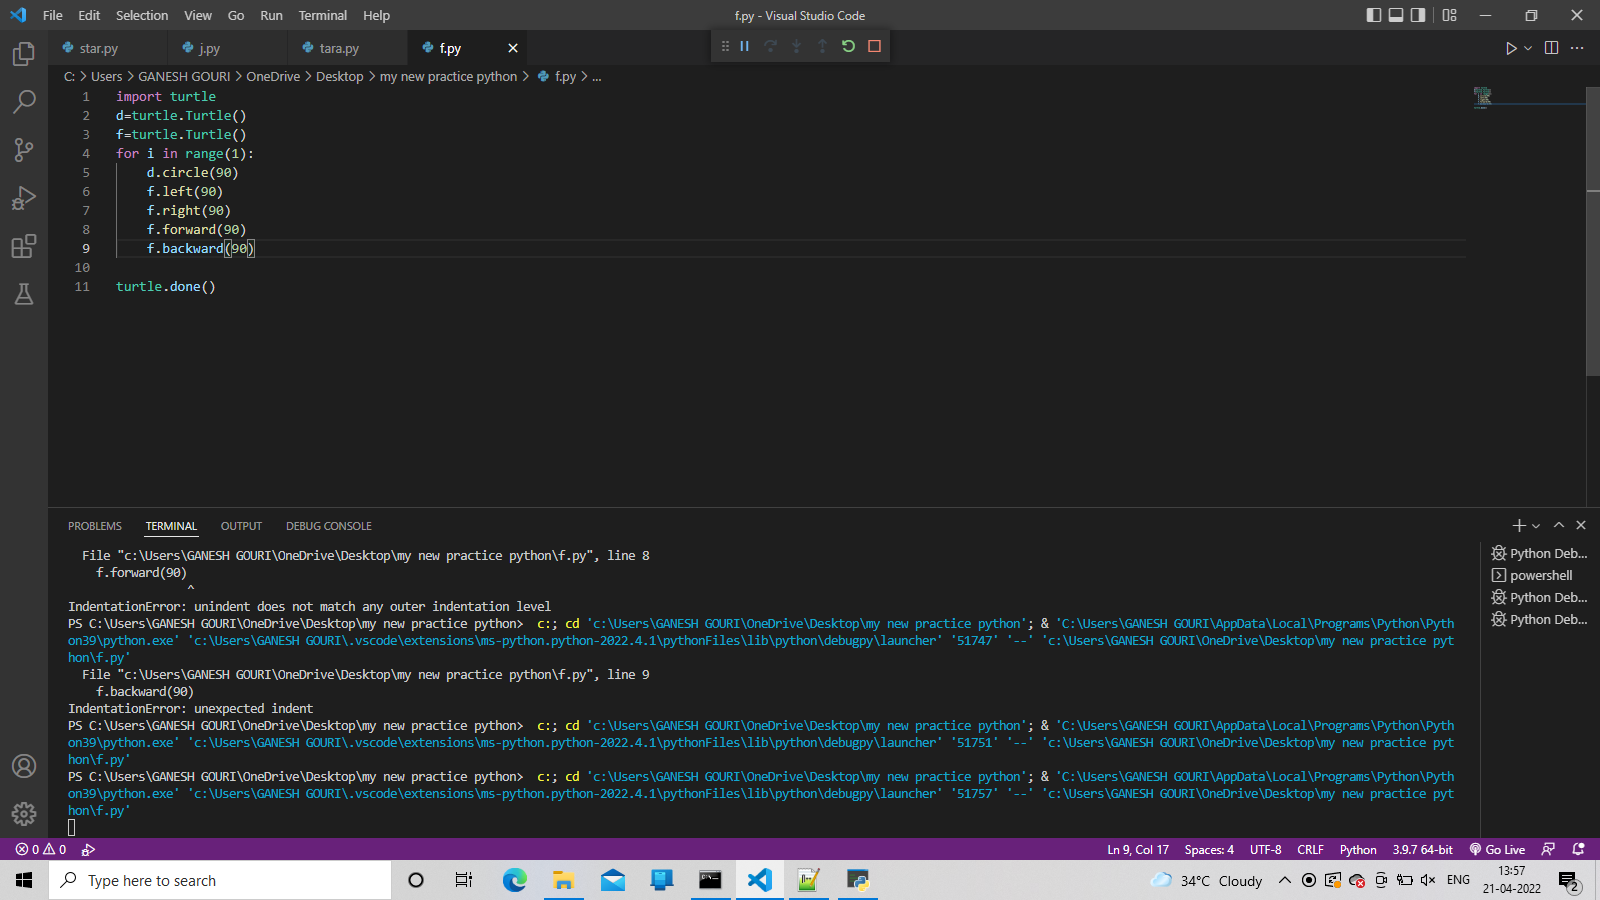 File Edit Selection View Go Run Terminal Help
f.py - Visual Studio Code
star.py j.py tara.py f.py
C: > Users > GANESH GOURI > OneDrive > Desktop > my new practice python > f.py > ...
1 import turtle
2 d=turtle.Turtle()
3 f=turtle.Turtle()
4 for i in range(1):
5 d.circle(90)
6 f.left(90)
7 f.right(90)
8 f.forward(90)
9 f.backward(90)
10
11 turtle.done()
PROBLEMS TERMINAL OUTPUT DEBUG CONSOLE
File "c:\Users\GANESH GOURI\OneDrive\Desktop\my new practice python\f.py", line 8
f.forward(90)
^
IndentationError: unindent does not match any outer indentation level
PS C:\Users\GANESH GOURI\OneDrive\Desktop\my new practice python> c:; cd 'c:\Users\GANESH GOURI\OneDrive\Desktop\my new practice python'; & 'C:\Users\GANESH GOURI\AppData\Local\Programs\Python\Pyth
on39\python.exe' 'c:\Users\GANESH GOURI\.vscode\extensions\ms-python.python-2022.4.1\pythonFiles\lib\python\debugpy\launcher' '51747' '--' 'c:\Users\GANESH GOURI\OneDrive\Desktop\my new practice pyt
hon\f.py'
File "c:\Users\GANESH GOURI\OneDrive\Desktop\my new practice python\f.py", line 9
f.backward(90)
IndentationError: unexpected indent
PS C:\Users\GANESH GOURI\OneDrive\Desktop\my new practice python> c:; cd 'c:\Users\GANESH GOURI\OneDrive\Desktop\my new practice python'; & 'C:\Users\GANESH GOURI\AppData\Local\Programs\Python\Pyth
on39\python.exe' 'c:\Users\GANESH GOURI\.vscode\extensions\ms-python.python-2022.4.1\pythonFiles\lib\python\debugpy\launcher' '51751' '--' 'c:\Users\GANESH GOURI\OneDrive\Desktop\my new practice pyt
hon\f.py'
PS C:\Users\GANESH GOURI\OneDrive\Desktop\my new practice python> c:; cd 'c:\Users\GANESH GOURI\OneDrive\Desktop\my new practice python'; & 'C:\Users\GANESH GOURI\AppData\Local\Programs\Python\Pyth
on39\python.exe' 'c:\Users\GANESH GOURI\.vscode\extensions\ms-python.python-2022.4.1\pythonFiles\lib\python\debugpy\launcher' '51757' '--' 'c:\Users\GANESH GOURI\OneDrive\Desktop\my new practice pyt
hon\f.py'
Python Deb...
powershell
Python Deb...
Python Deb...
0 0
Ln 9, Col 17 Spaces: 4 UTF-8 CRLF Python 3.9.7 64-bit Go Live
Type here to search
34°C Cloudy
ENG
13:57
21-04-2022
2